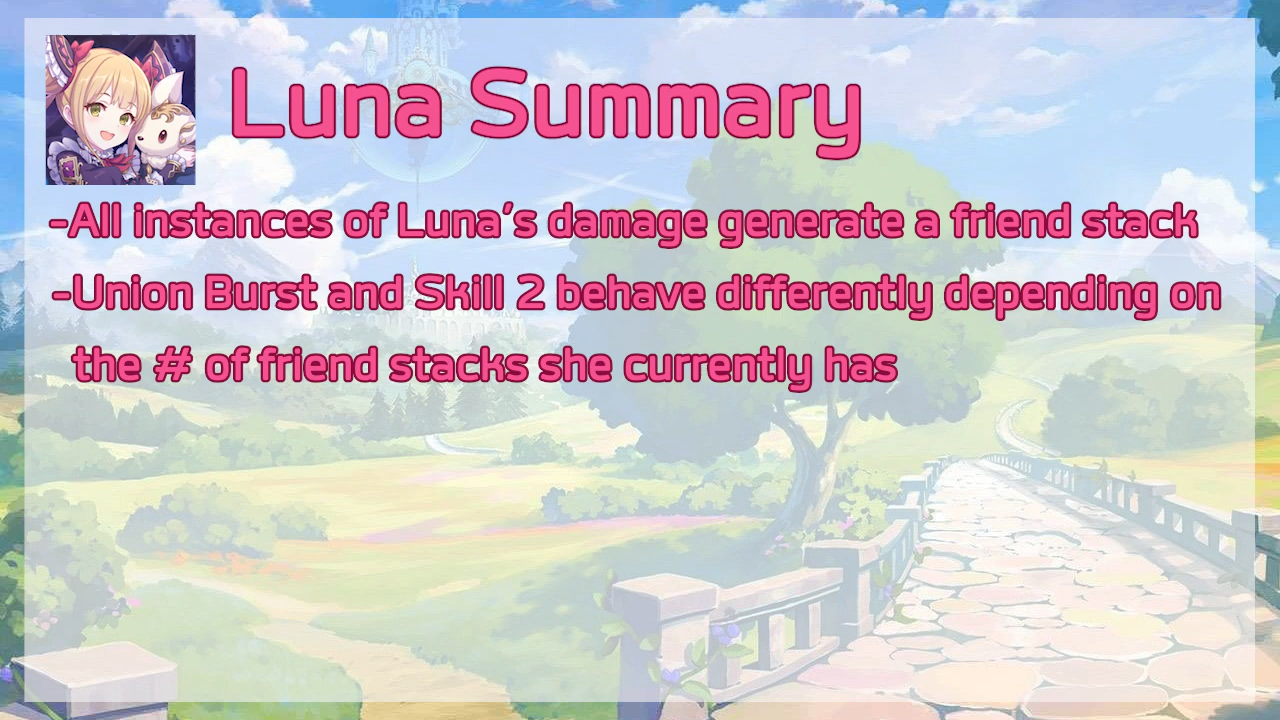 Luna Summary
-All instances of Luna's damage generate a friend stack
-Union Burst and Skill 2 behave differently depending on
the # of friend stacks she currently has